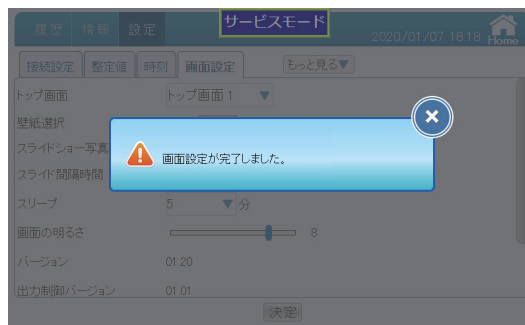 履歴 情報 設定 サービスモード 2020/01/07 18:18 Home
接続設定 整定値 時刻 画面設定 もっと見る▼
トップ画面 トップ画面 1 ▼
壁紙選択
スライドショー写真
画面設定が完了しました。
スライド間隔時間
スリープ 5 ▼ 分
画面の明るさ 8
バージョン 01.20
出力制御バージョン 01.01
決定